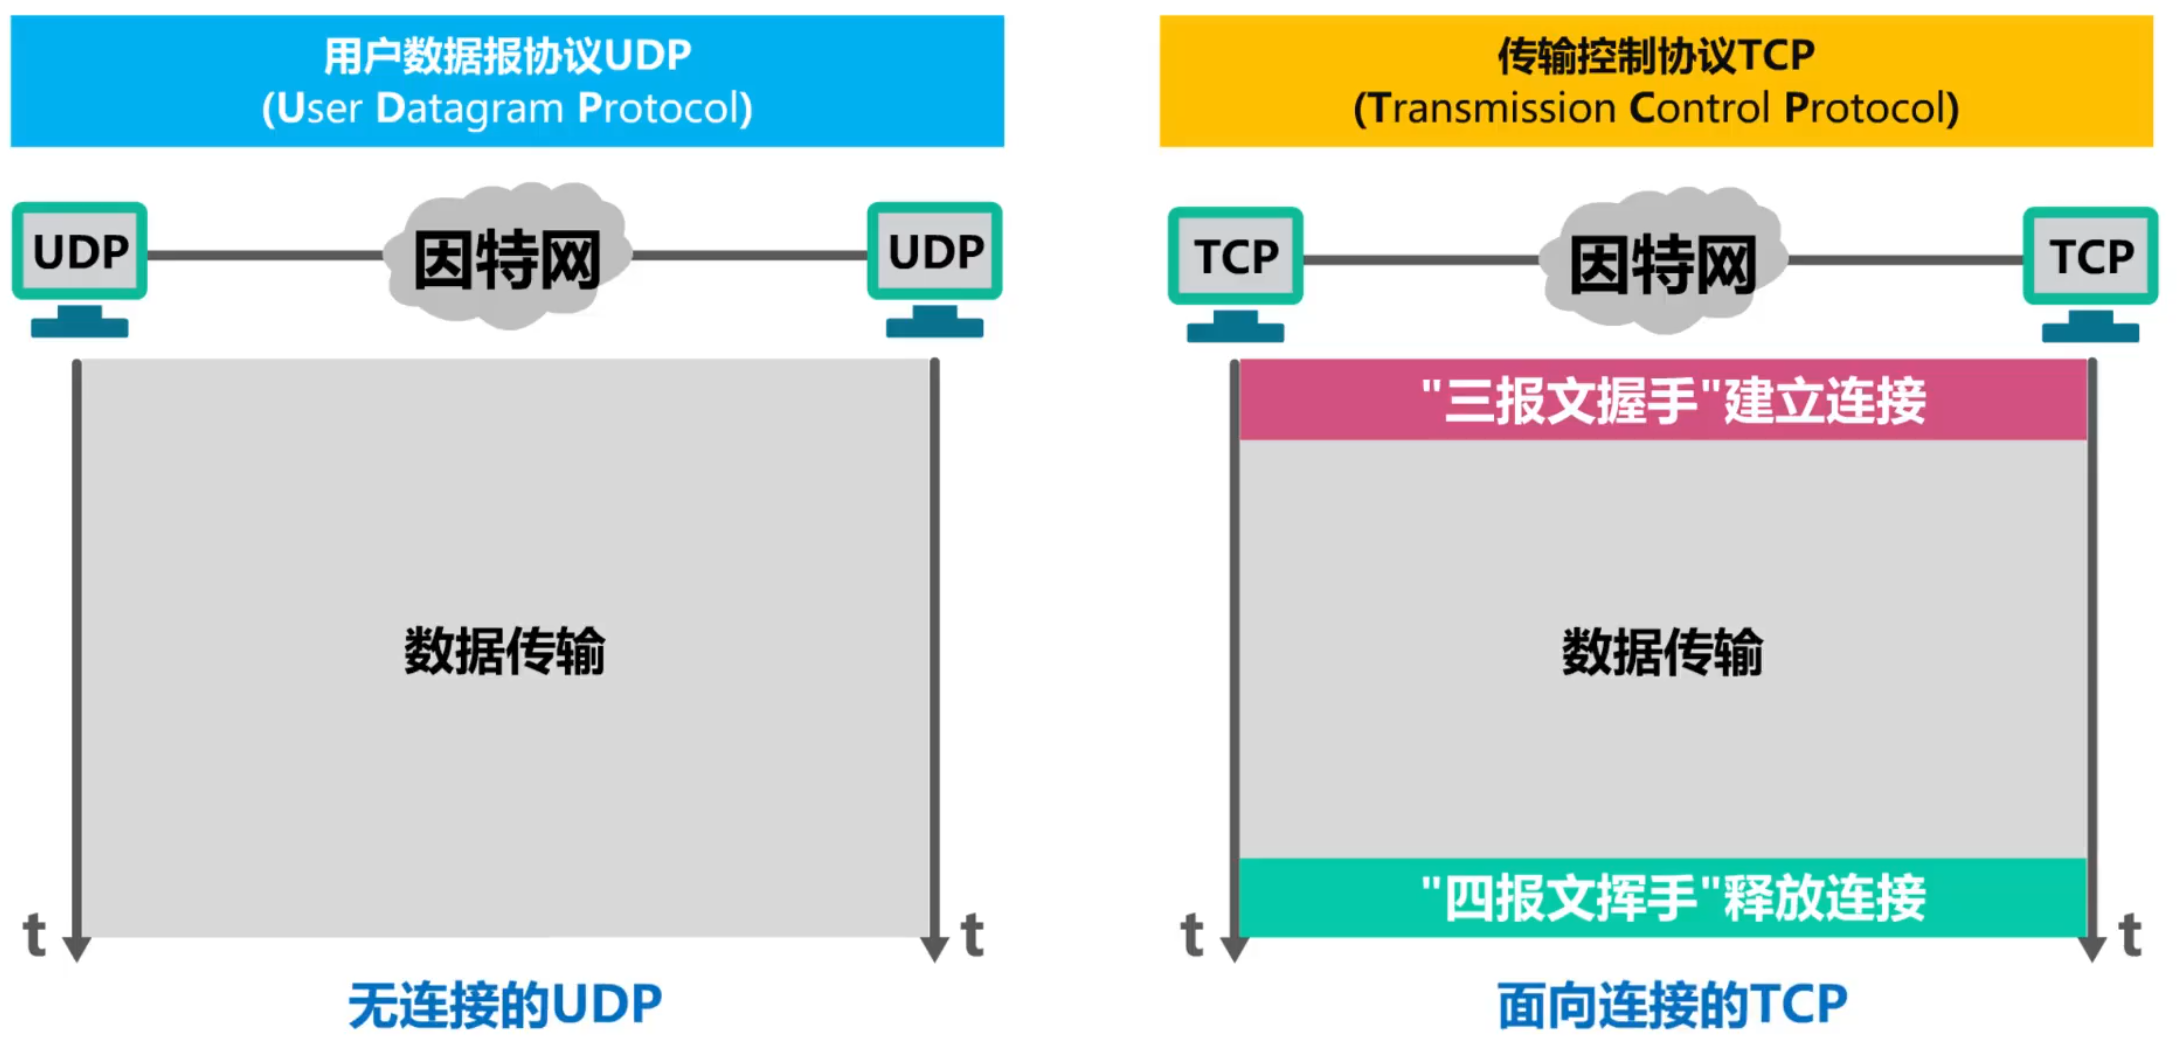 用户数据报协议UDP
(User Datagram Protocol)
UDP
因特网
UDP
数据传输
t
t
无连接的UDP
传输控制协议TCP
(Transmission Control Protocol)
TCP
因特网
TCP
"三报文握手"建立连接
数据传输
"四报文挥手"释放连接
t
t
面向连接的TCP